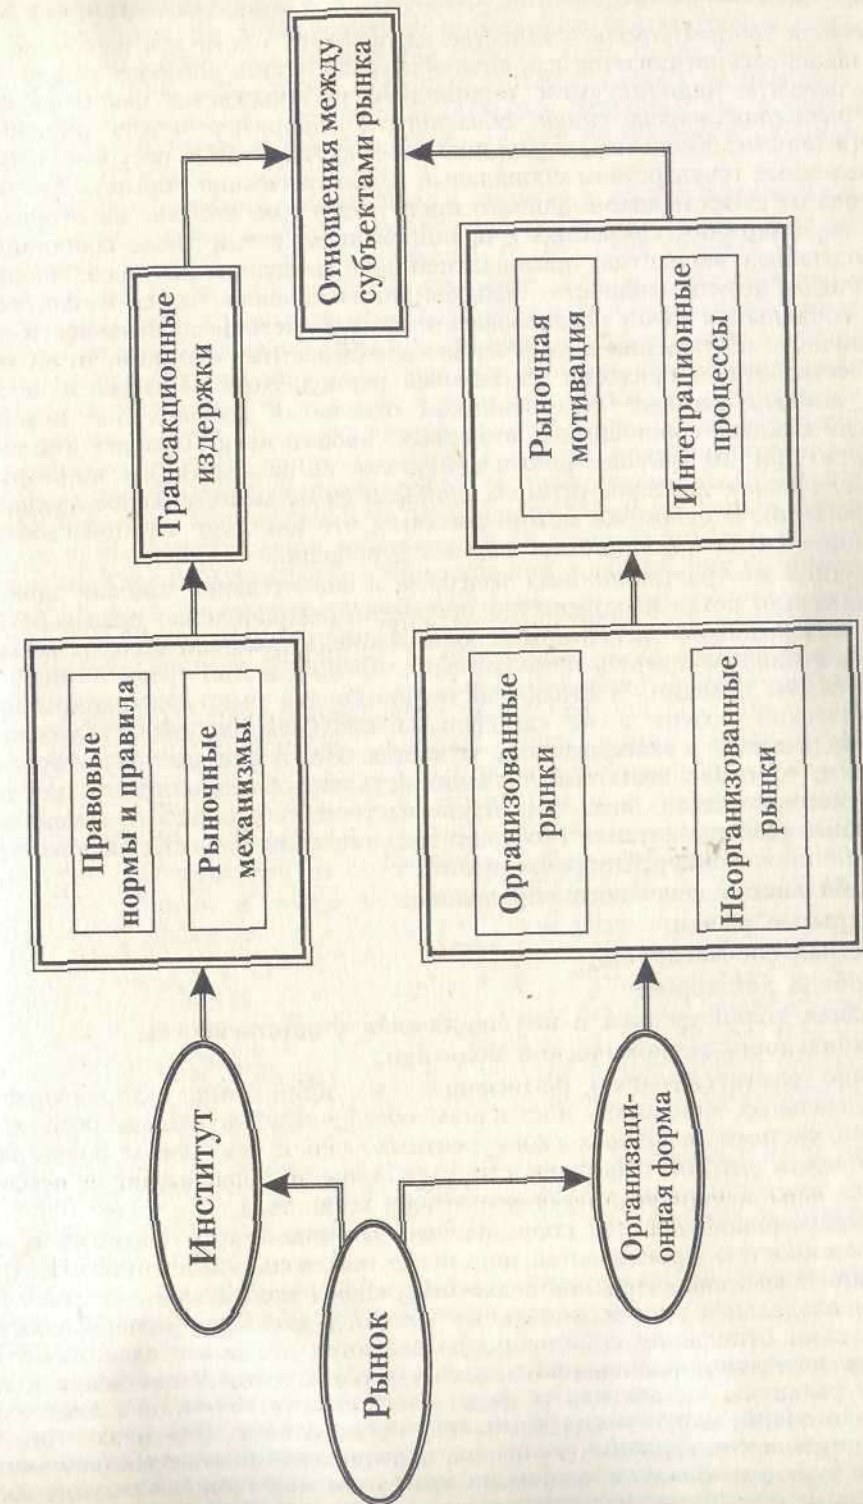 Рынок
Институт
Организаци-
онная форма
Правовые
нормы и правила
Рыночные
механизмы
Организованные
рынки
Неорганизованные
рынки
Трансакционные
издержки
Рыночная
мотивация
Интеграционные
процессы
Отношения между
субъектами рынка